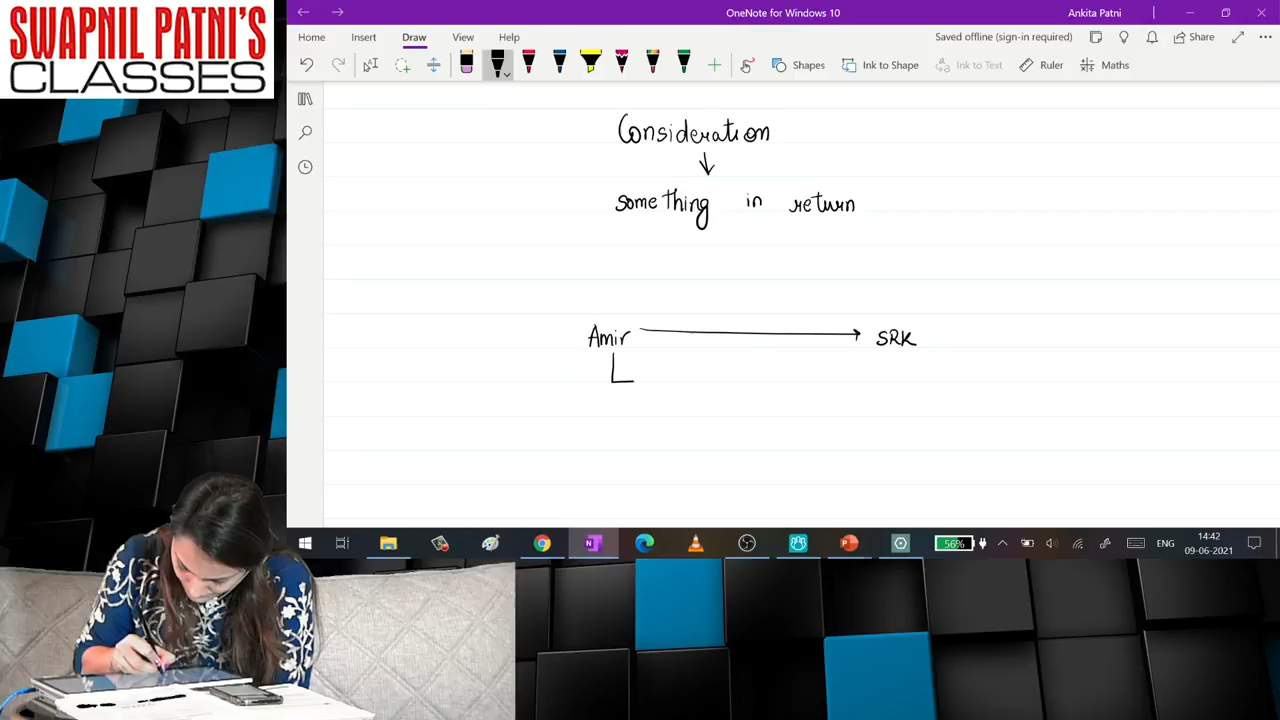 SWAPNIL PATNI'S
CLASSES
OneNote for Windows 10
Ankita Patni
Home Insert Draw View Help
Saved offline (sign-in required)
Share
Shapes
Ink to Shape
Ink to Text
Ruler
Maths
Consideration
something in return
Amir
SRK
56%
ENG
14:42
09-06-2021